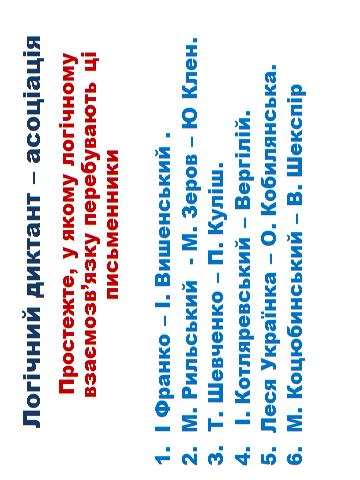 Логічний диктант – асоціація
Простежте, у якому логічному
взаємозв’язку перебувають ці
письменники
1. І Франко – І. Вишенський .
2. М. Рильський - М. Зеров – Ю Клен.
3. Т. Шевченко – П. Куліш.
4. І. Котляревський – Вергілій.
5. Леся Українка – О. Кобилянська.
6. М. Коцюбинський – В. Шекспір